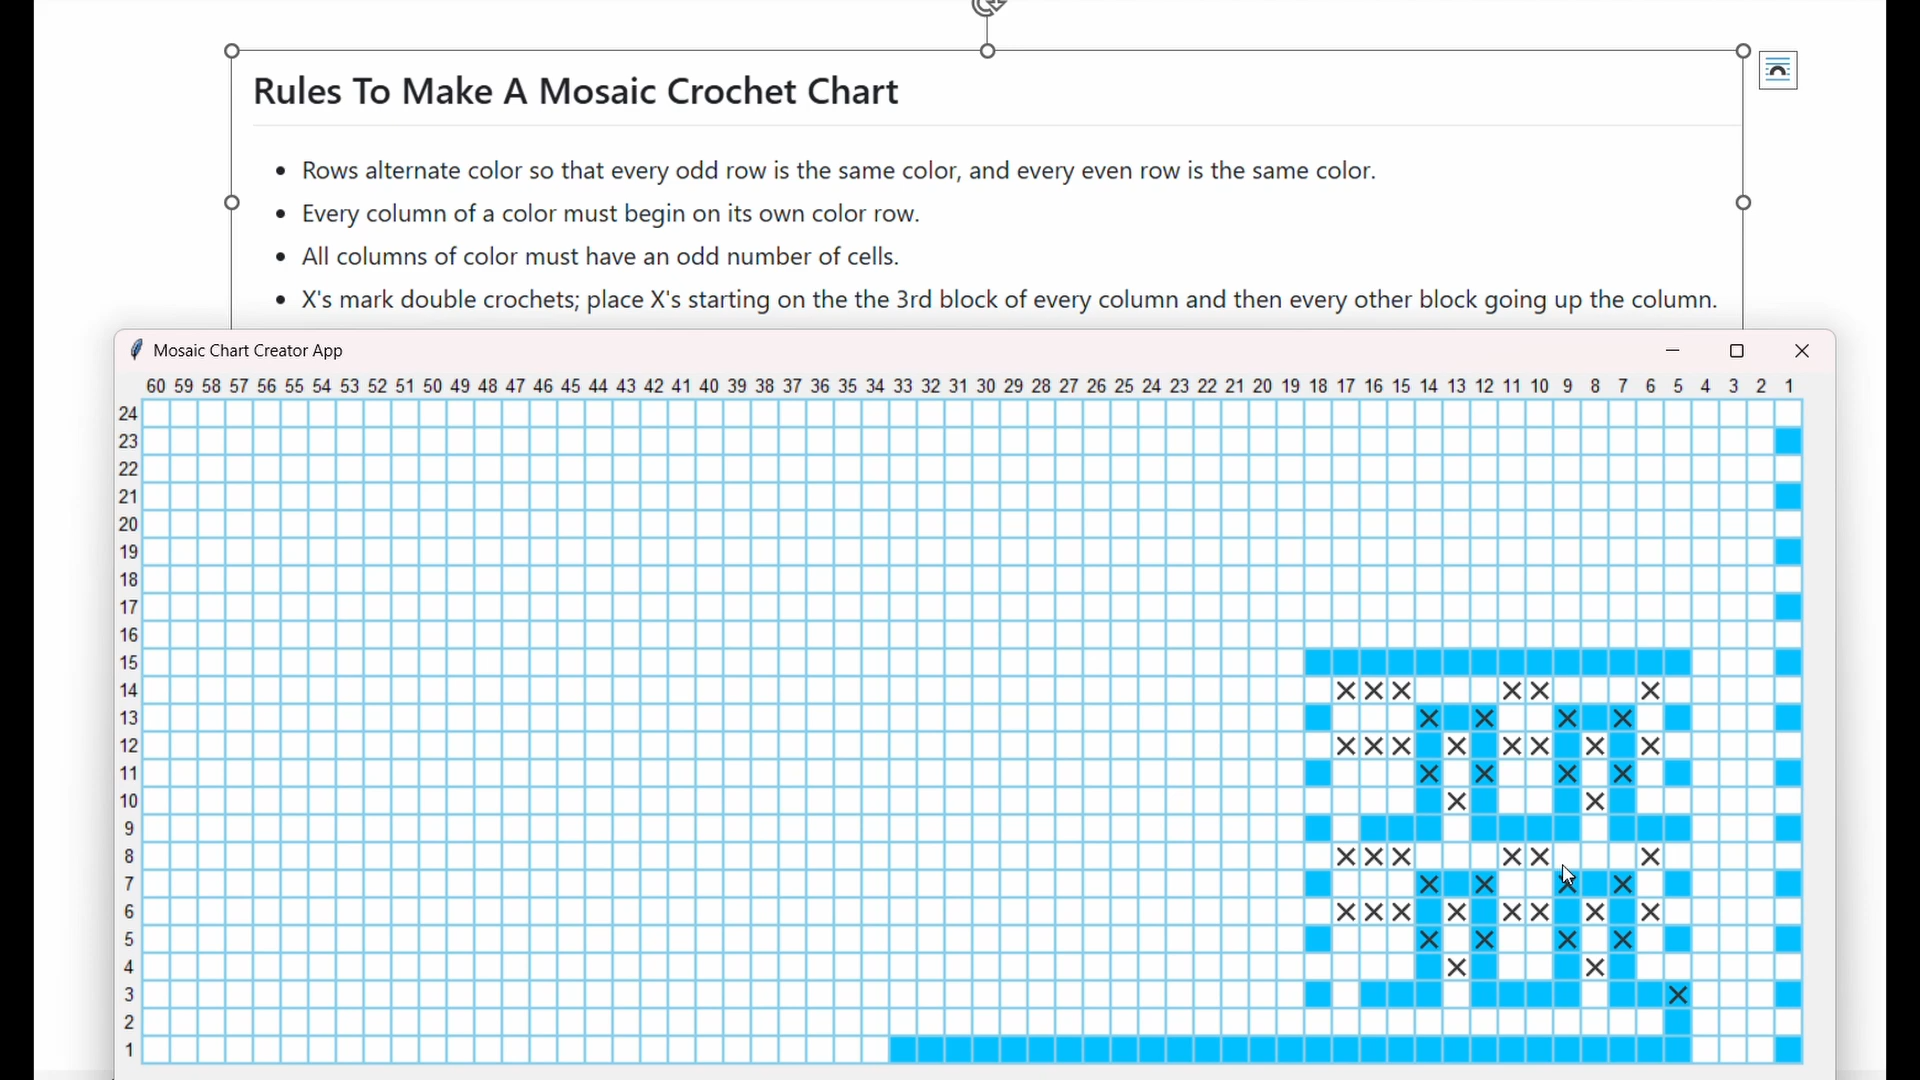 Rules To Make A Mosaic Crochet Chart
Rows alternate color so that every odd row is the same color, and every even row is the same color.
Every column of a color must begin on its own color row.
All columns of color must have an odd number of cells.
X's mark double crochets; place X's starting on the the 3rd block of every column and then every other block going up the column.
Mosaic Chart Creator App
60 59 58 57 56 55 54 53 52 51 50 49 48 47 46 45 44 43 42 41 40 39 38 37 36 35 34 33 32 31 30 29 28 27 26 25 24 23 22 21 20 19 18 17 16 15 14 13 12 11 10 9 8 7 6 5 4 3 2 1
24
23
22
21
20
19
18
17
16
15
14 X X X X X X
13 X X X X
12 X X X X X X X X
11 X X X X
10 X X
9
8 X X X X X X
7 X X X X
6 X X X X X X X X
5 X X X X
4 X X
3 X
2
1